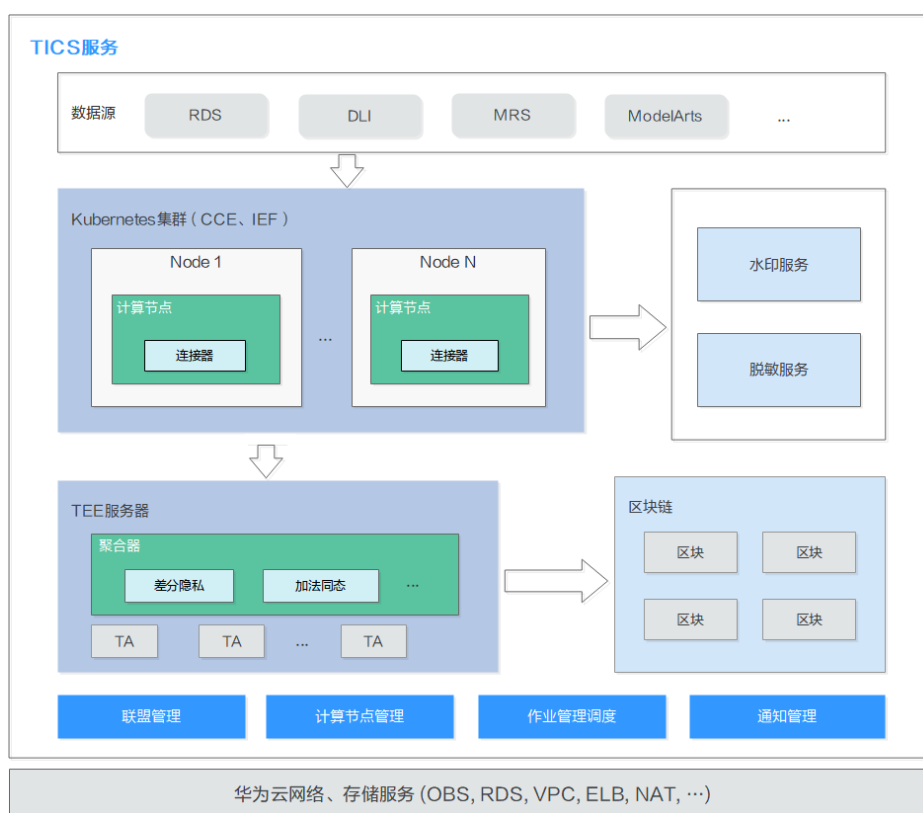 TICS服务
数据源
RDS
DLI
MRS
ModelArts
...
Kubernetes集群（CCE、IEF）
Node 1
Node N
计算节点
计算节点
连接器
...
连接器
水印服务
脱敏服务
TEE服务器
聚合器
差分隐私
加法同态
...
TA
TA
...
TA
区块链
区块
区块
区块
区块
联盟管理
计算节点管理
作业管理调度
通知管理
华为云网络、存储服务 (OBS, RDS, VPC, ELB, NAT, …)